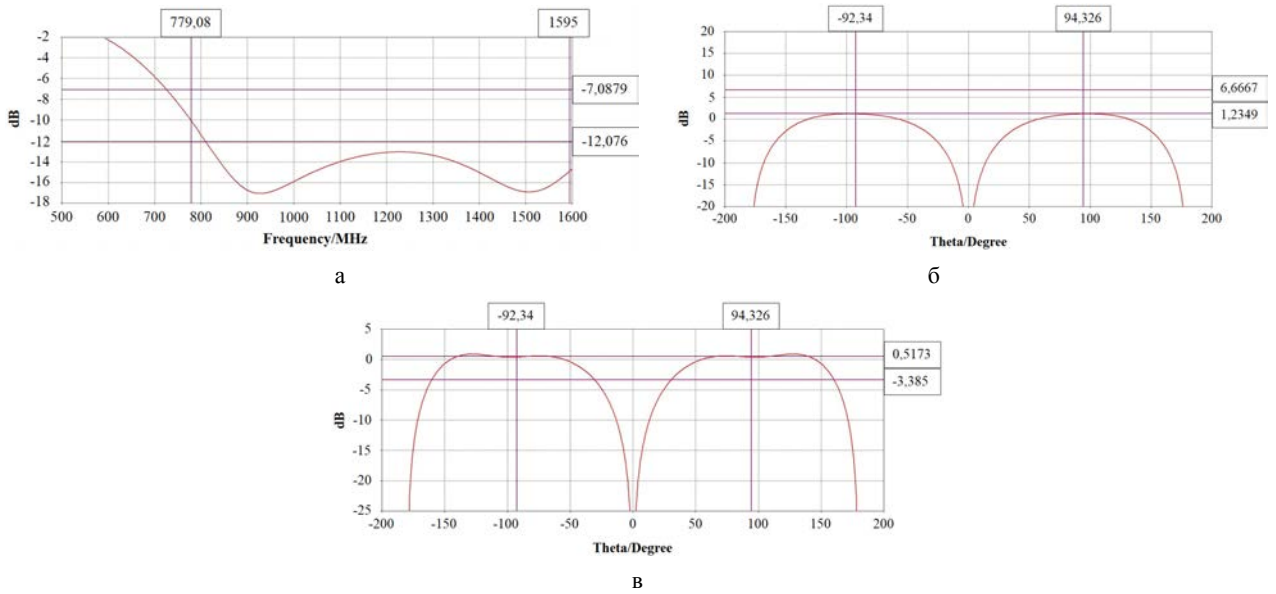 779,08 1595
-2
-4
-6
-8
-10
-12
-14
-16
-18
dB
-7,0879
-12,076
500 600 700 800 900 1000 1100 1200 1300 1400 1500 1600
Frequency/MHz
а
-92,34 94,326
20
15
10
5
0
-5
-10
-15
-20
dB
6,6667
1,2349
-200 -150 -100 -50 0 50 100 150 200
Theta/Degree
б
-92,34 94,326
5
0
-5
-10
-15
-20
-25
dB
0,5173
-3,385
-200 -150 -100 -50 0 50 100 150 200
Theta/Degree
в